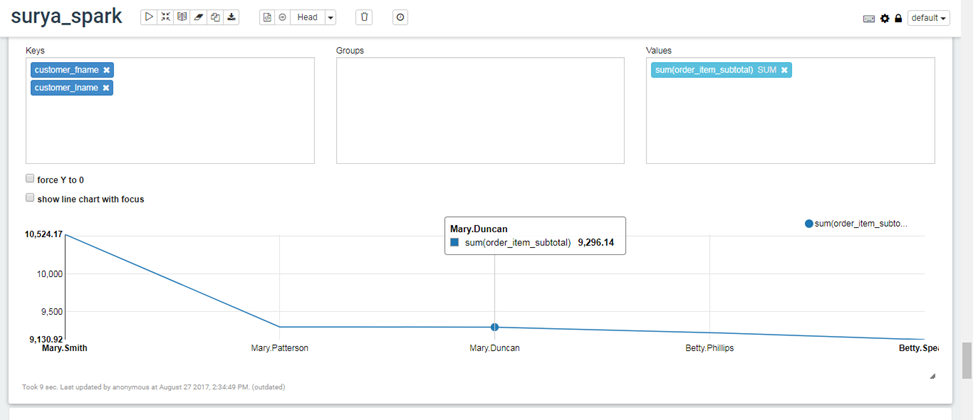 surya_spark
Head
default
Keys
Groups
Values
customer_fname ✖
customer_lname ✖
sum(order_item_subtotal) SUM ✖
force Y to 0
show line chart with focus
Mary.Duncan
sum(order_item_subtotal) 9,296.14
sum(order_item_subto...
10,524.17
10,000
9,500
9,130.92
Mary.Smith
Mary.Patterson
Mary.Duncan
Betty.Phillips
Betty.Spea
Took 9 sec. Last updated by anonymous at August 27 2017, 2:34:49 PM. (outdated)